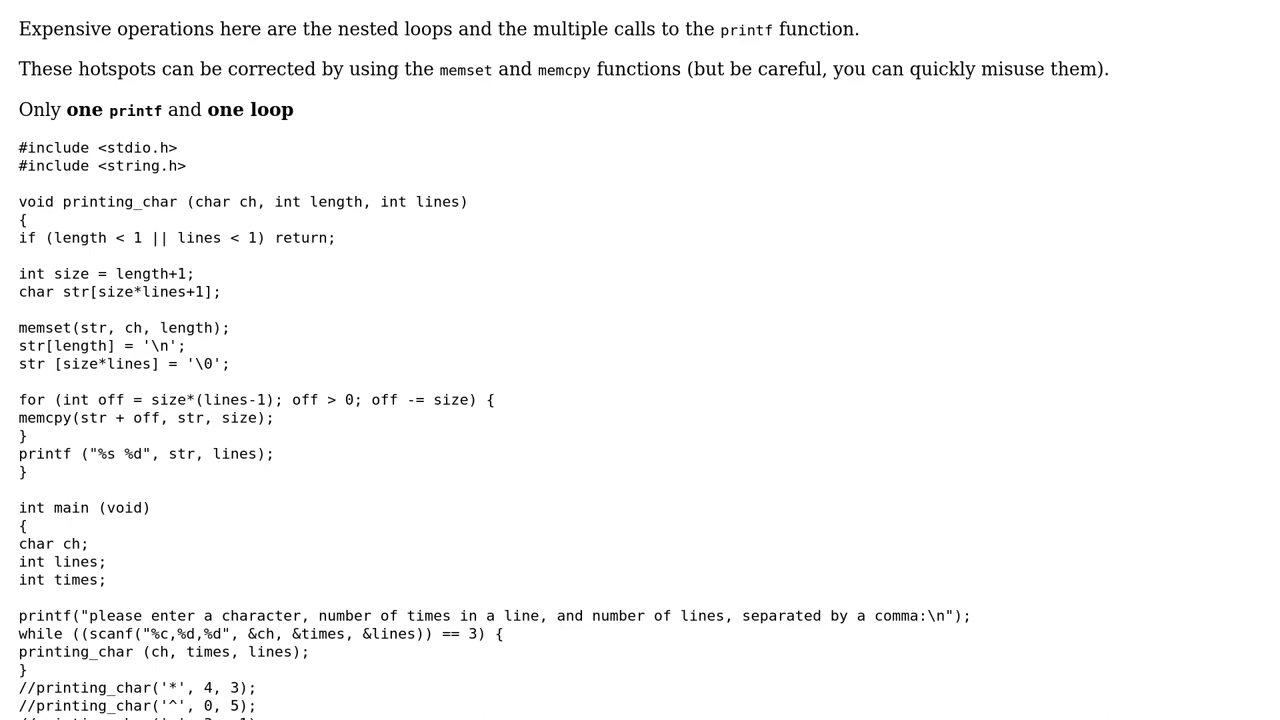 Expensive operations here are the nested loops and the multiple calls to the printf function.
These hotspots can be corrected by using the memset and memcpy functions (but be careful, you can quickly misuse them).
Only one printf and one loop
#include <stdio.h>
#include <string.h>
void printing_char (char ch, int length, int lines)
{
if (length < 1 || lines < 1) return;
int size = length+1;
char str[size*lines+1];
memset(str, ch, length);
str[length] = '\n';
str [size*lines] = '\0';
for (int off = size*(lines-1); off > 0; off -= size) {
memcpy(str + off, str, size);
}
printf ("%s %d", str, lines);
}
int main (void)
{
char ch;
int lines;
int times;
printf("please enter a character, number of times in a line, and number of lines, separated by a comma:\n");
while ((scanf("%c,%d,%d", &ch, &times, &lines)) == 3) {
printing_char (ch, times, lines);
}
//printing_char('*', 4, 3);
//printing_char('^', 0, 5);